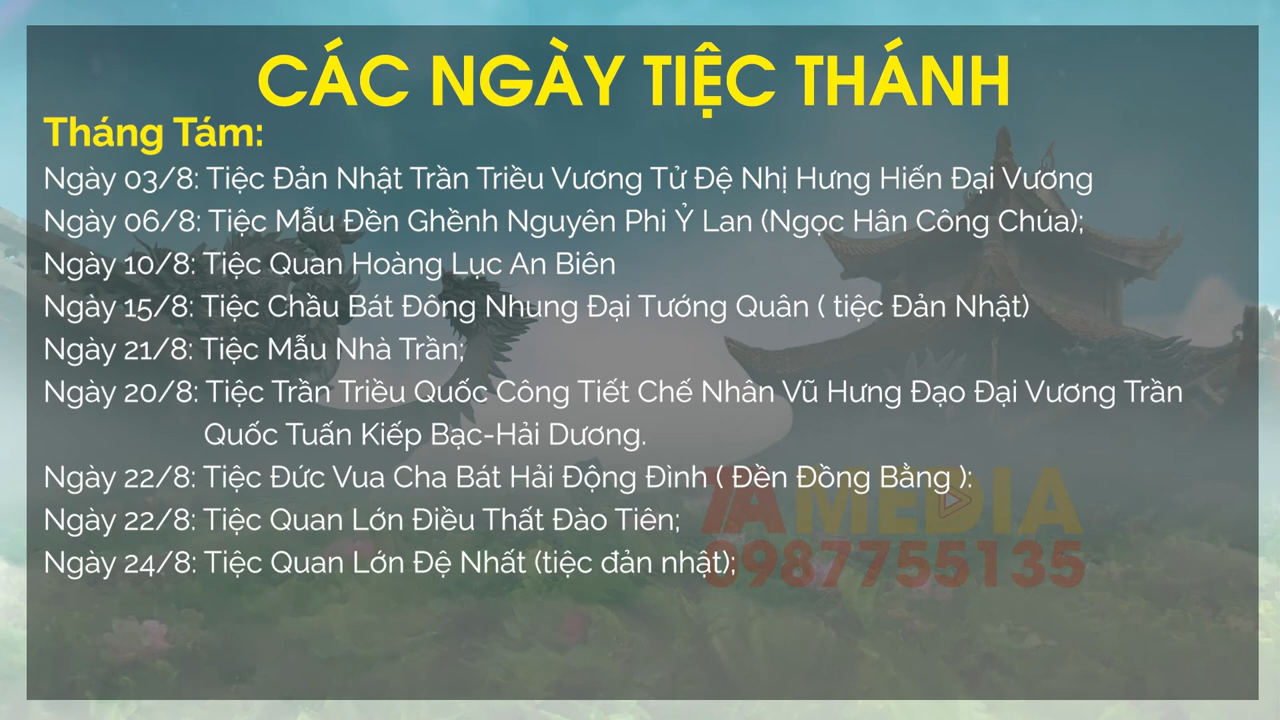 CÁC NGÀY TIỆC THÁNH
Tháng Tám:
Ngày 03/8: Tiệc Đản Nhật Trần Triều Vương Tử Đệ Nhị Hưng Hiến Đại Vương
Ngày 06/8: Tiệc Mẫu Đền Ghềnh Nguyên Phi Ỷ Lan (Ngọc Hân Công Chúa);
Ngày 10/8: Tiệc Quan Hoàng Lục An Biên
Ngày 15/8: Tiệc Chầu Bát Đông Nhung Đại Tướng Quân ( tiệc Đản Nhật)
Ngày 21/8: Tiệc Mẫu Nhà Trần;
Ngày 20/8: Tiệc Trần Triều Quốc Công Tiết Chế Nhân Vũ Hưng Đạo Đại Vương Trần
Quốc Tuấn Kiếp Bạc-Hải Dương.
Ngày 22/8: Tiệc Đức Vua Cha Bát Hải Động Đình ( Đền Đồng Bằng ):
Ngày 22/8: Tiệc Quan Lớn Điều Thất Đào Tiên;
Ngày 24/8: Tiệc Quan Lớn Đệ Nhất (tiệc đản nhật);
MEDIA
0987755135